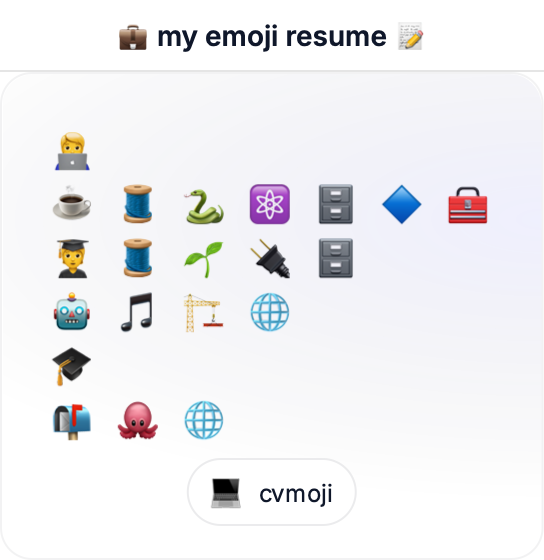 💼 my emoji resume 📝
🧑‍💻
☕ 🧵 🐍 ⚛️ 🗄️ 🔷 🧰
🧑‍🎓 🧵 🌱 🔌 🗄️
🤖 🎵 🏗️ 🌐
🎓
📬 🐙 🌐
💻 cvmoji